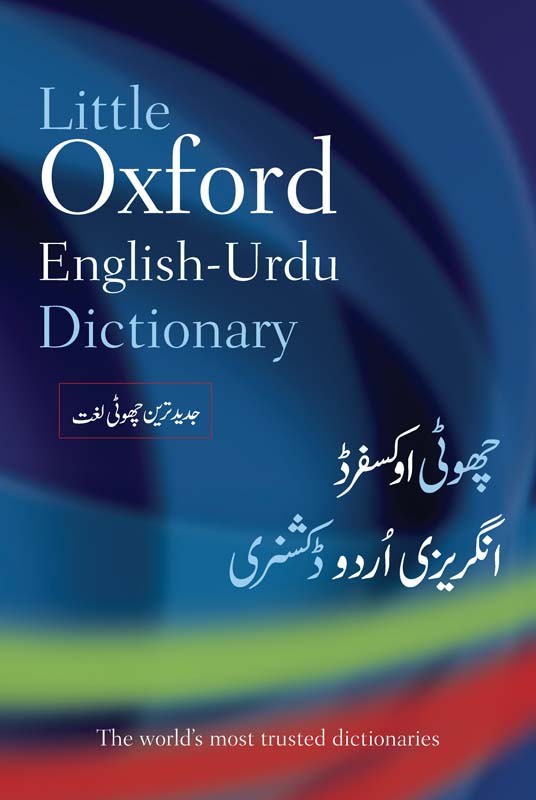 Little
Oxford
English-Urdu
Dictionary
جدید ترین چھوٹی لغت
چھوٹی اوکسفرڈ
انگریزی اُردو ڈکشنری
The world's most trusted dictionaries